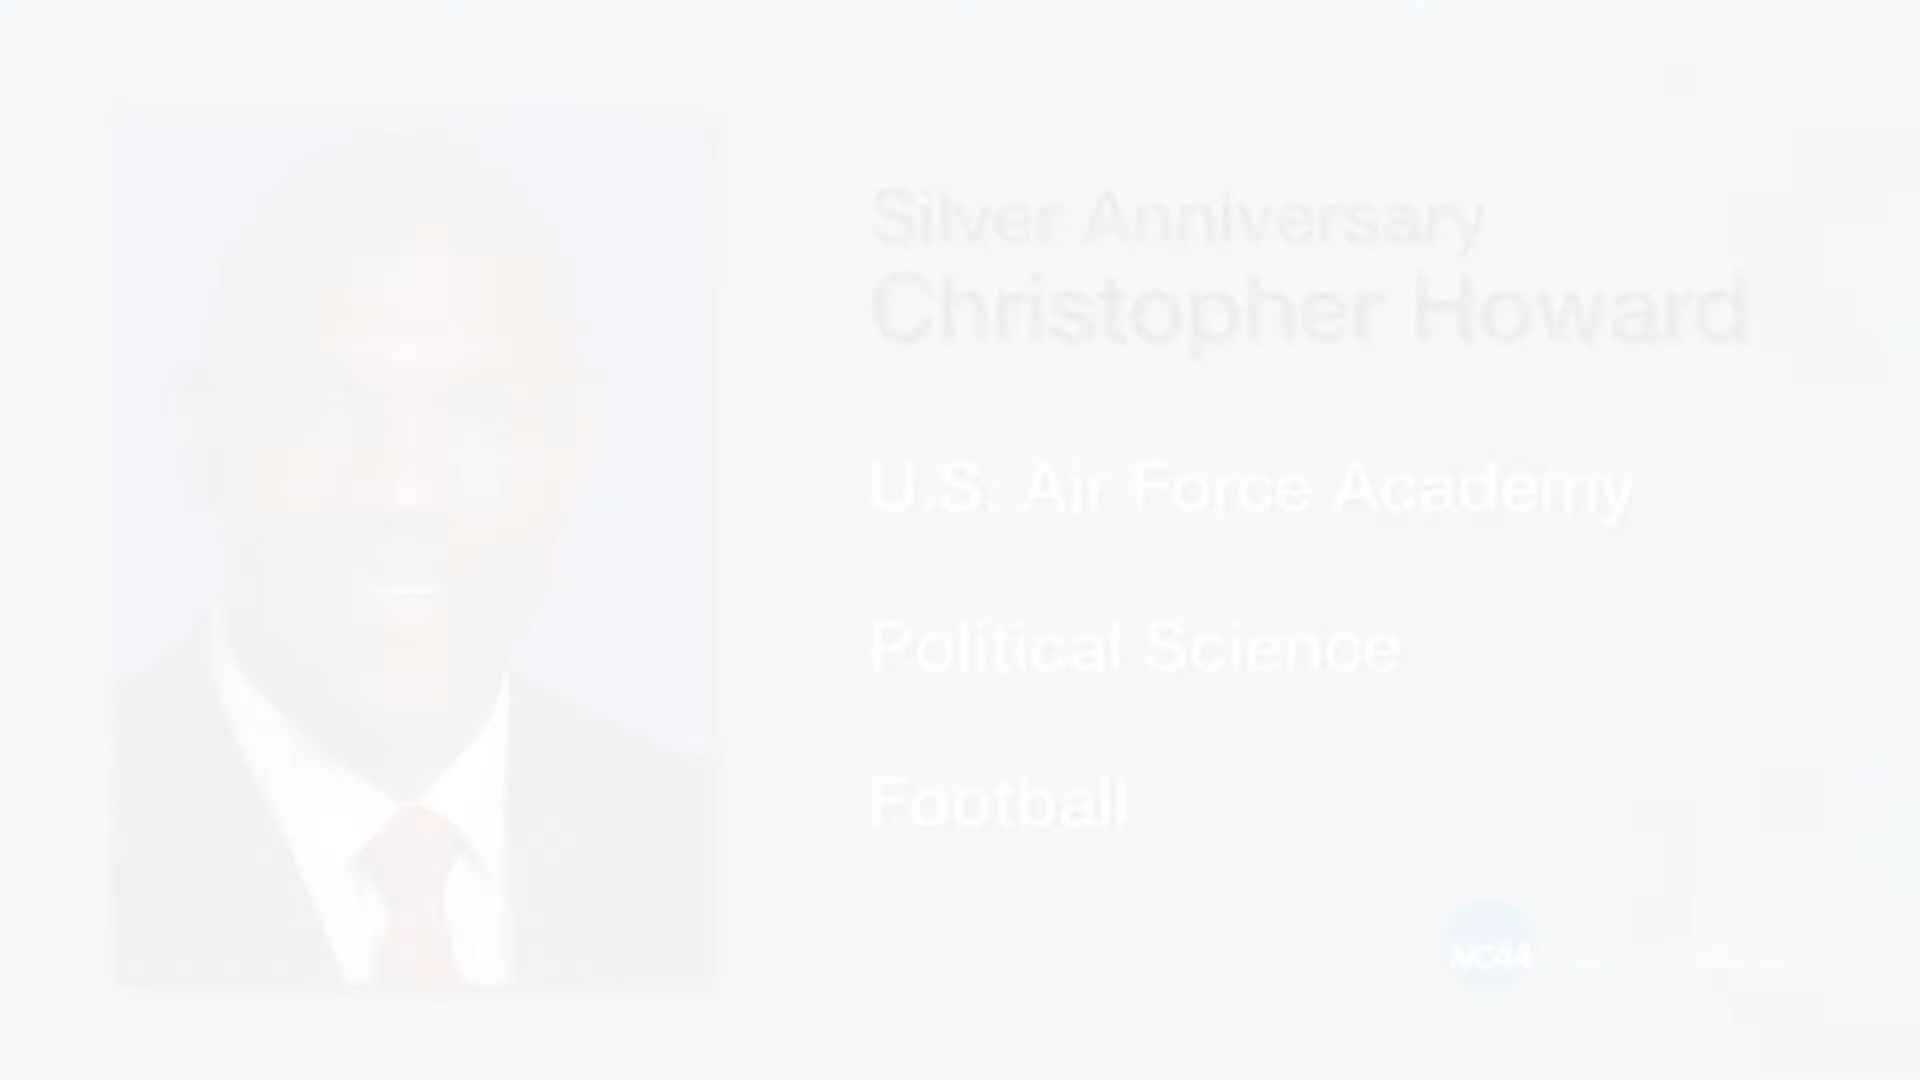 Silver Anniversary
Christopher Howard
U.S. Air Force Academy
Political Science
Football
NCAA